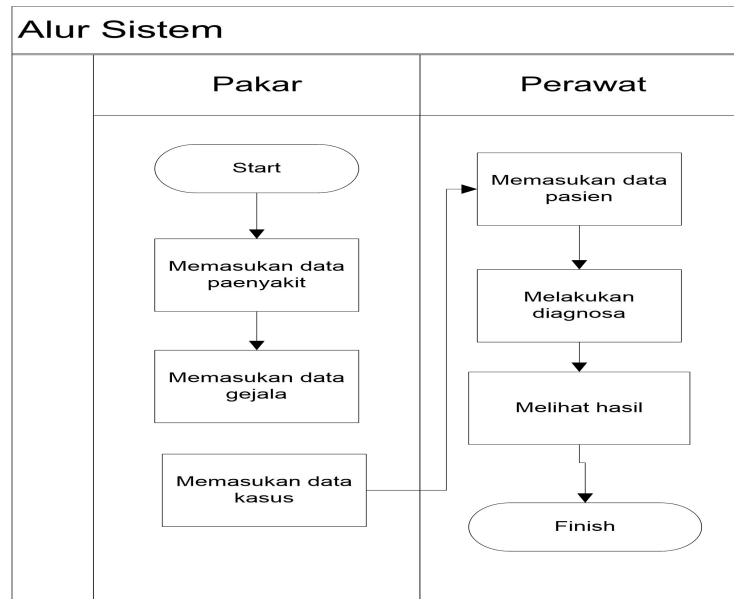 Alur Sistem
Pakar
Perawat
Start
Memasukan data
paenyakit
Memasukan data
gejala
Memasukan data
kasus
Memasukan data
pasien
Melakukan
diagnosa
Melihat hasil
Finish